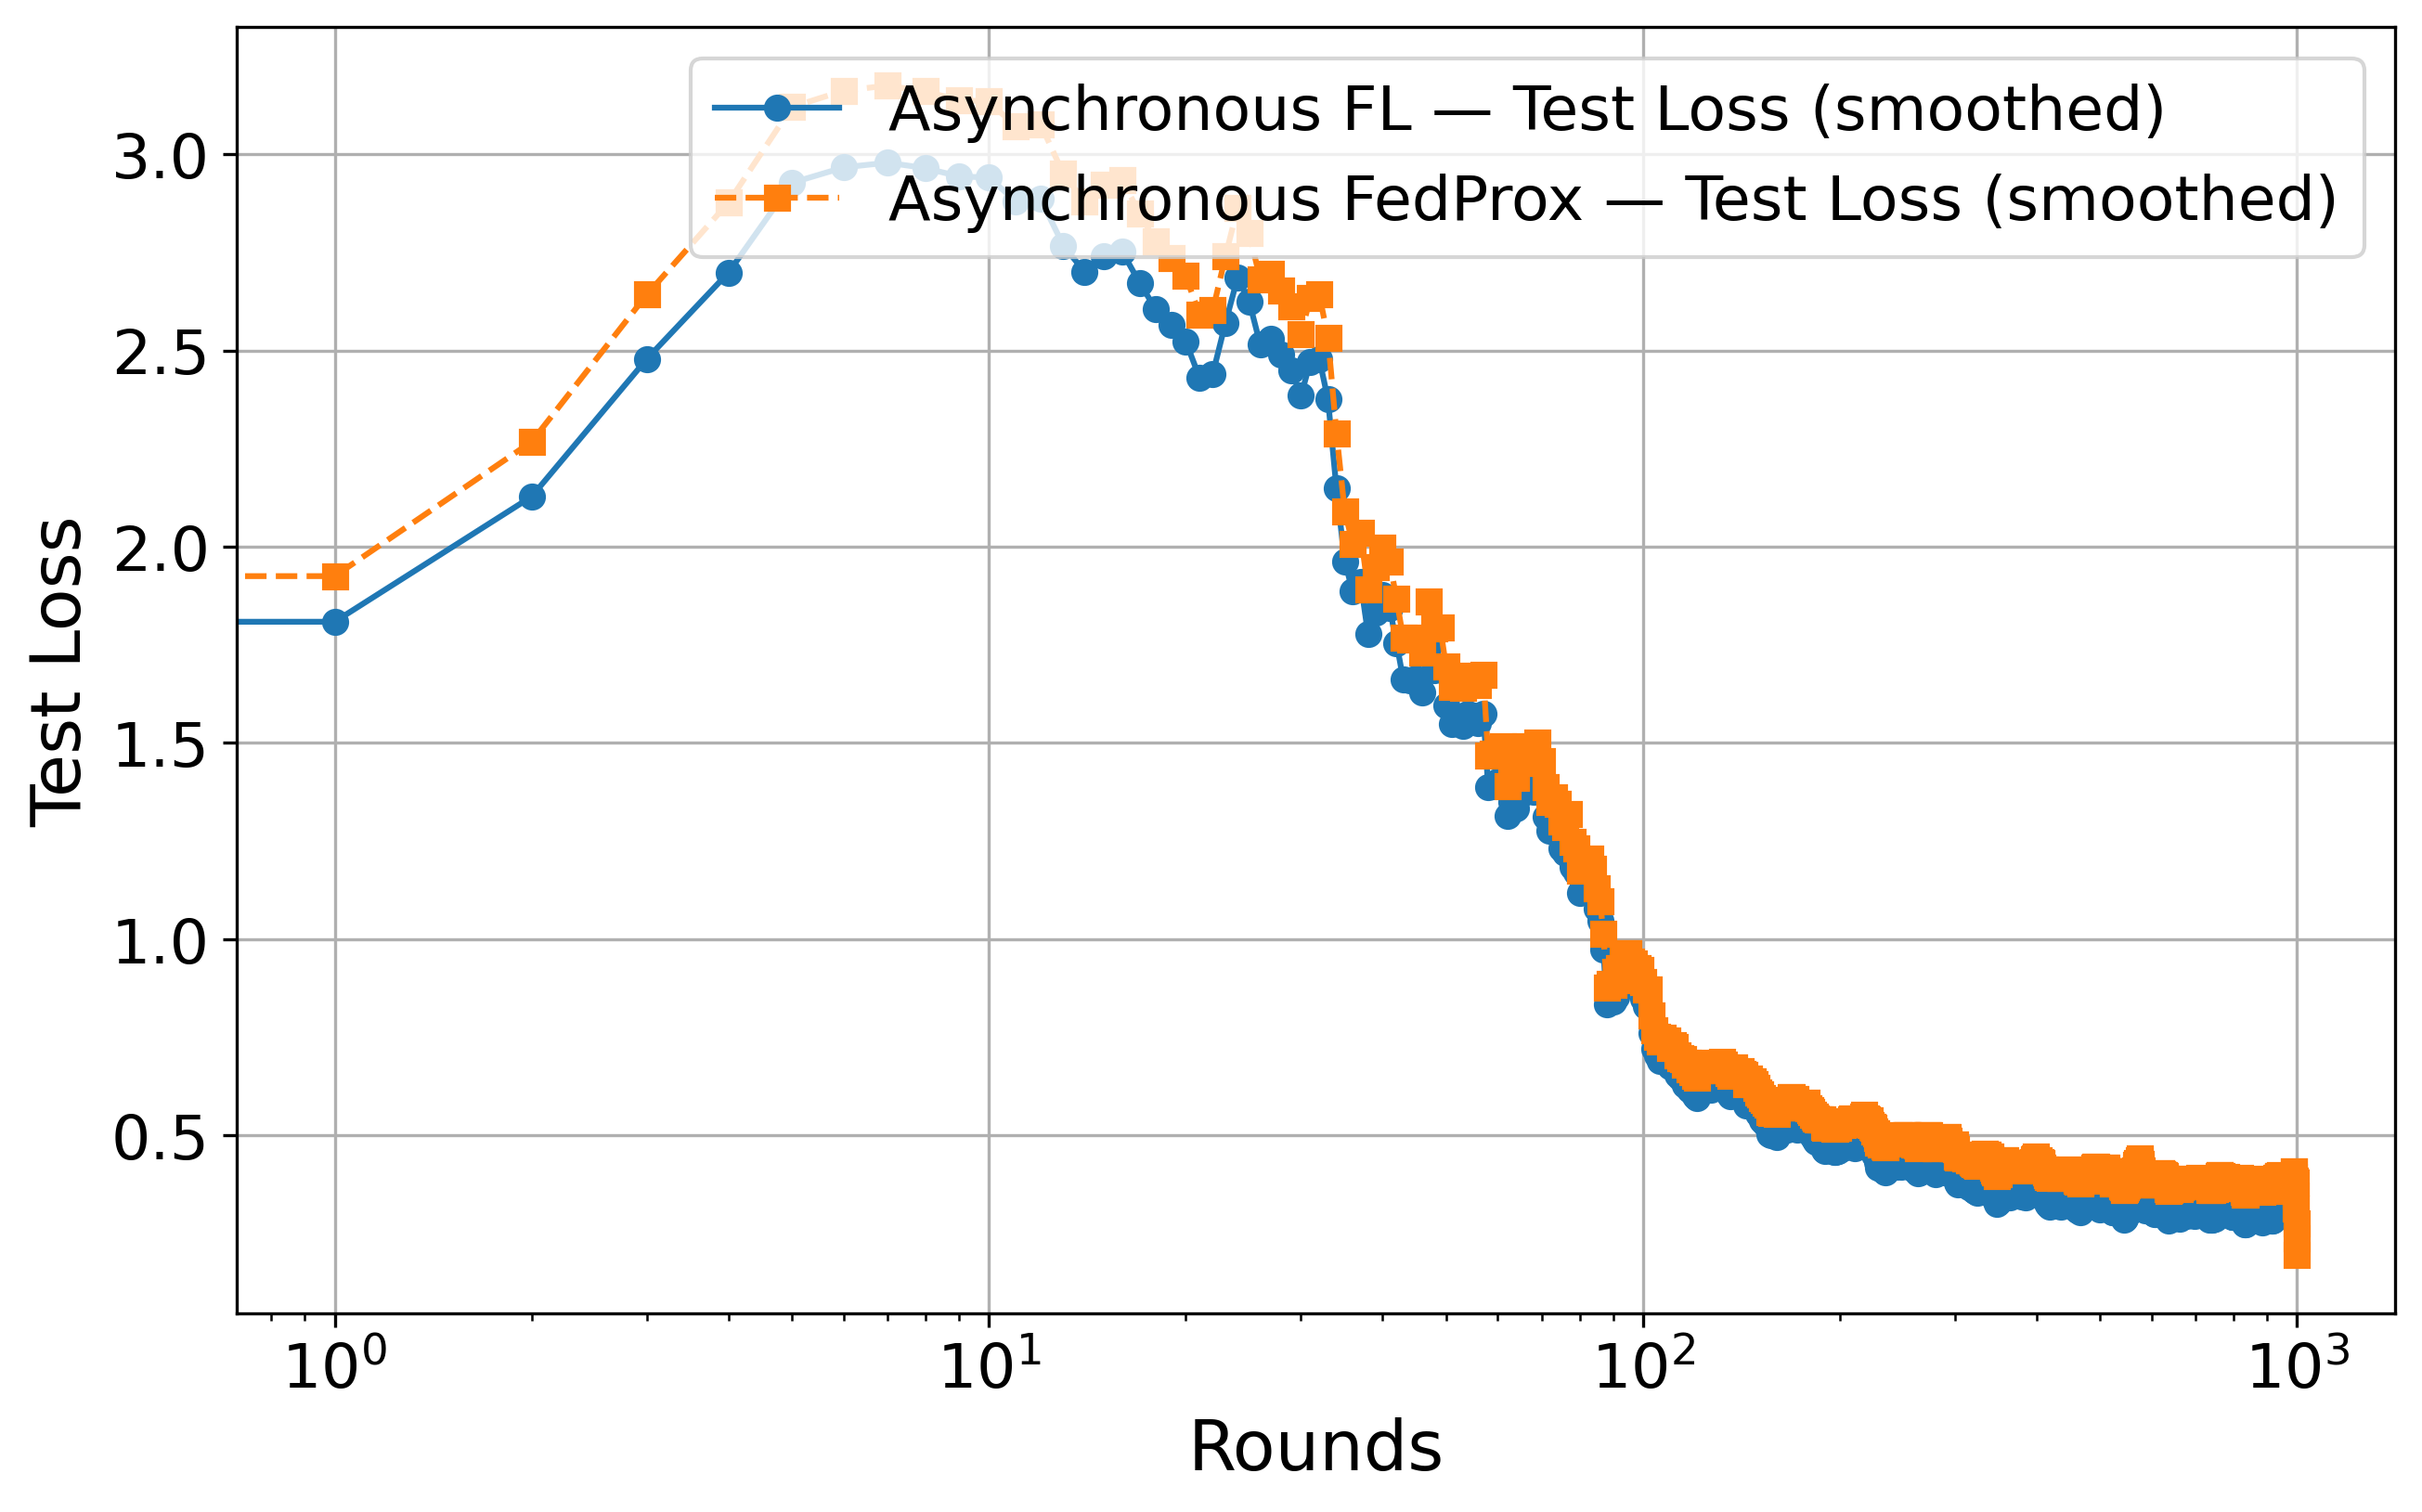 Asynchronous FL — Test Loss (smoothed)
Asynchronous FedProx — Test Loss (smoothed)
3.0
2.5
2.0
1.5
1.0
0.5
Test Loss
10⁰ 10¹ 10² 10³
Rounds